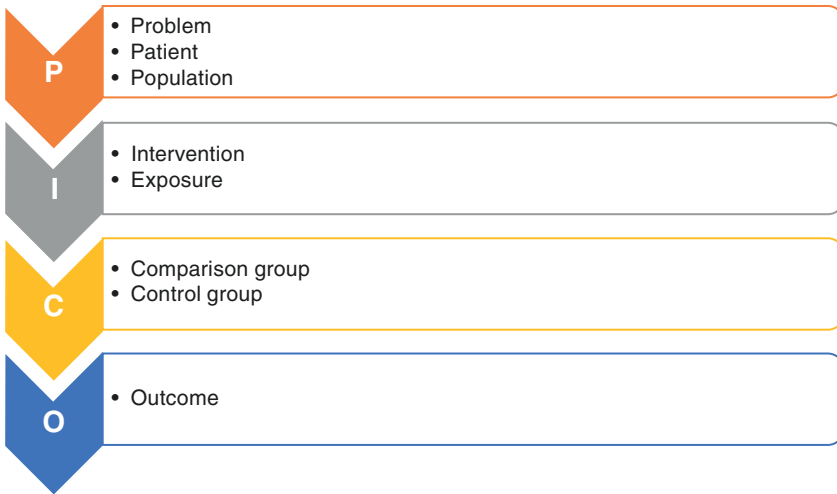 P
• Problem
• Patient
• Population
I
• Intervention
• Exposure
C
• Comparison group
• Control group
O
• Outcome